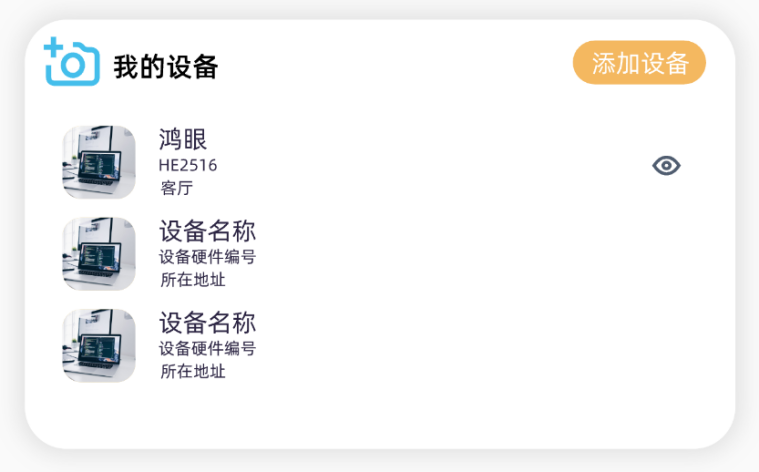 我的设备
添加设备
鸿眼
HE2516
客厅
设备名称
设备硬件编号
所在地址
设备名称
设备硬件编号
所在地址